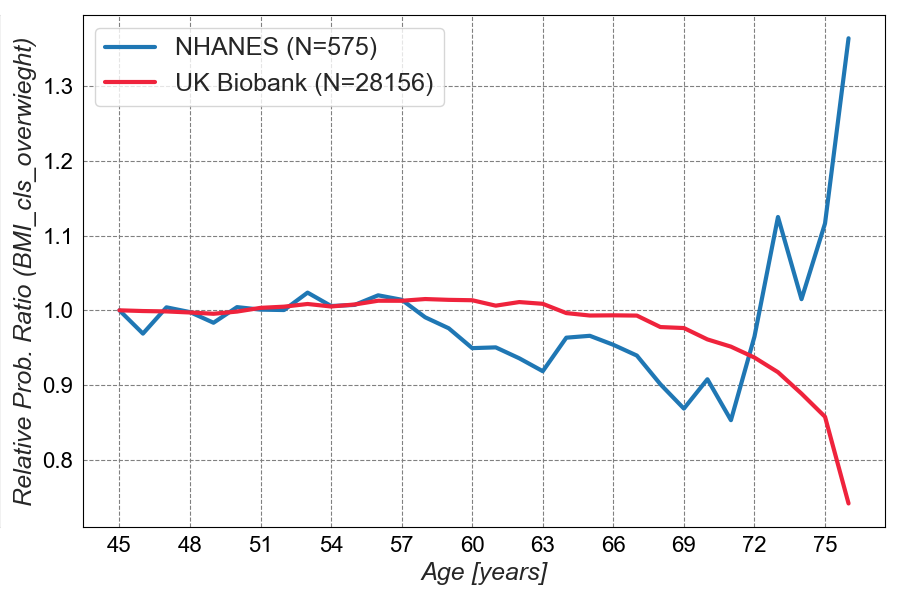 NHANES (N=575)
UK Biobank (N=28156)
Relative Prob. Ratio (BMI_cls_overwieght)
1.3
1.2
1.1
1.0
0.9
0.8
45 48 51 54 57 60 63 66 69 72 75
Age [years]